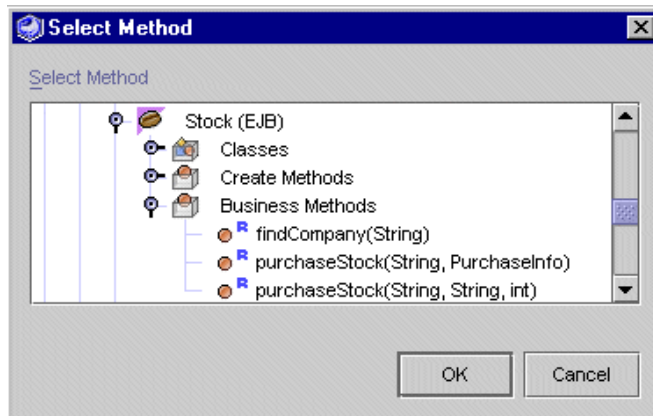 Select Method
Select Method
Stock (EJB)
Classes
Create Methods
Business Methods
R findCompany(String)
R purchaseStock(String, PurchaseInfo)
R purchaseStock(String, String, int)
OK
Cancel